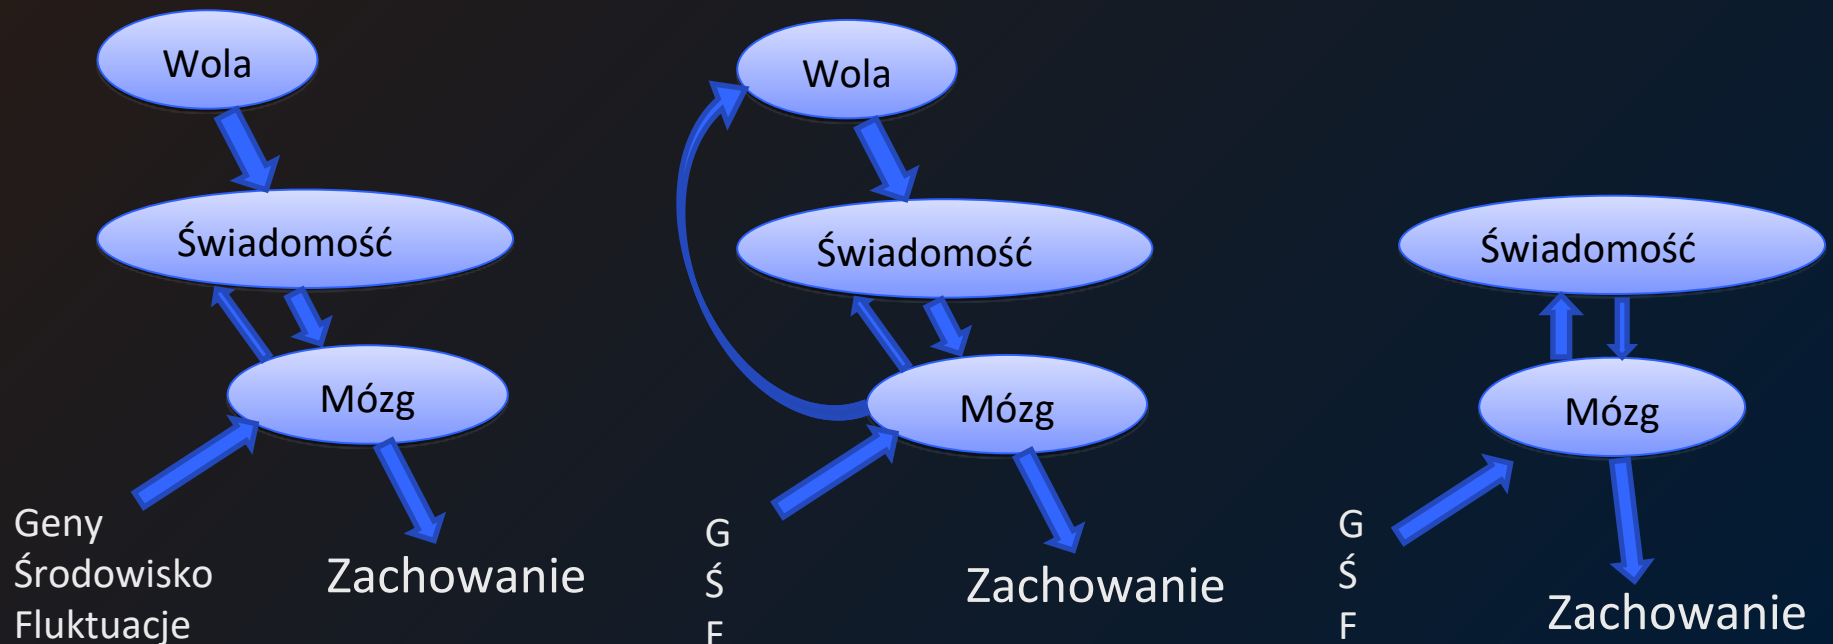 Wola
Świadomość
Mózg
Geny
Środowisko
Fluktuacje
Zachowanie
Wola
Świadomość
Mózg
G
Ś
F
Zachowanie
Świadomość
Mózg
G
Ś
F
Zachowanie